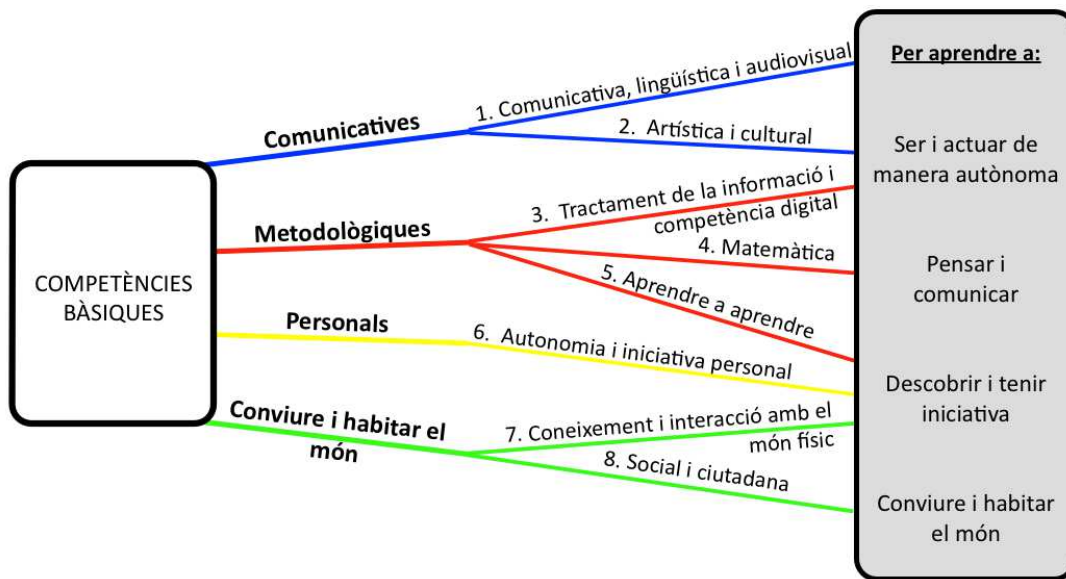 COMPETÈNCIES
BÀSIQUES
Comunicatives
1. Comunicativa, lingüística i audiovisual
2. Artística i cultural
Metodològiques
3. Tractament de la informació i
competència digital
4. Matemàtica
5. Aprendre a aprendre
Personals
6. Autonomia i iniciativa personal
Conviure i habitar el
món
7. Coneixement i interacció amb el
món físic
8. Social i ciutadana
Per aprendre a:
Ser i actuar de
manera autònoma
Pensar i
comunicar
Descobrir i tenir
iniciativa
Conviure i habitar
el món